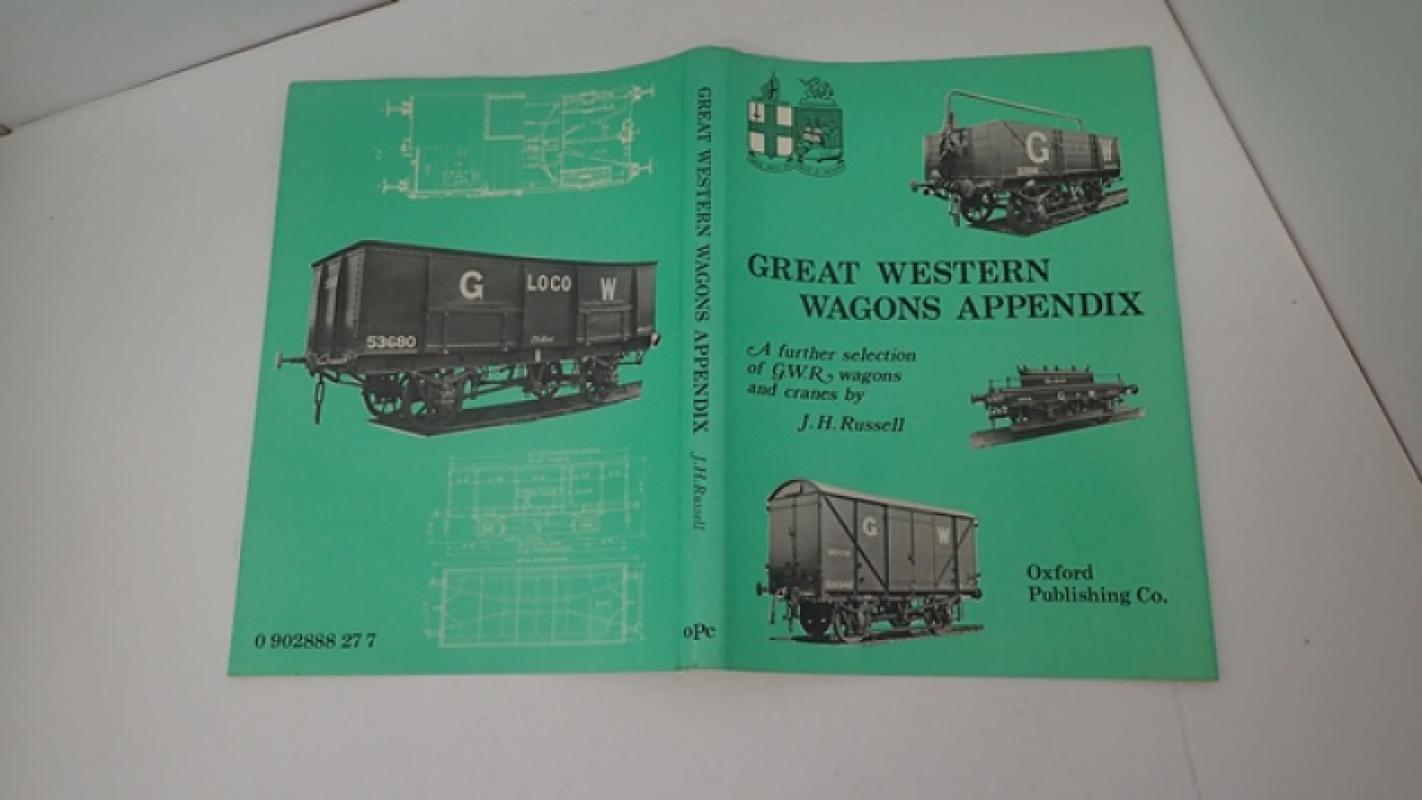 GREAT WESTERN
WAGONS APPENDIX
A further selection
of G.W.R. wagons
and cranes by
J.H. Russell
Oxford
Publishing Co.
G
G
G W
GREAT WESTERN WAGONS APPENDIX J.H. Russell
oPc
G LOCO W
53680
0 902888 27 7